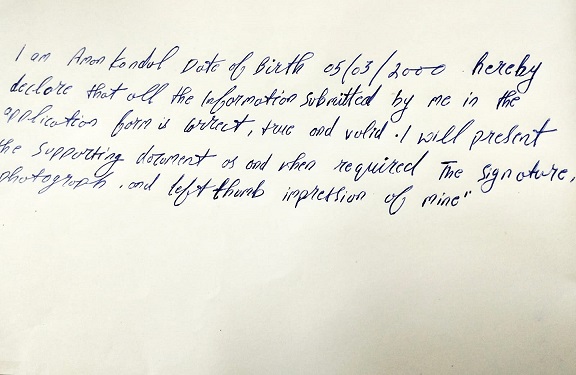 I am Aman Kandal Date of Birth 05/03/2000 hereby
declare that all the Information submitted by me in the
application form is correct, true and valid. I will present
the supporting document as and when required The signature,
photograph, and left thumb impression of mine"